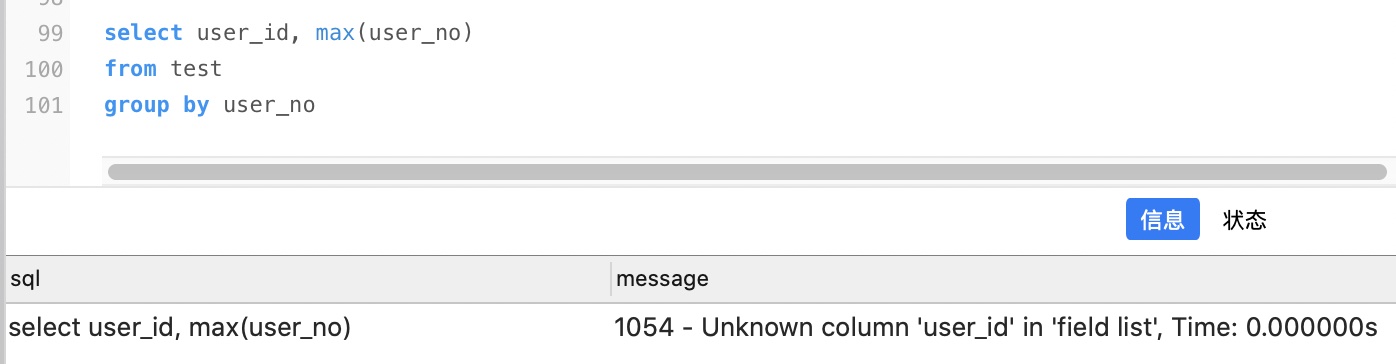 98
99 select user_id, max(user_no)
100 from test
101 group by user_no
信息 状态
sql message
select user_id, max(user_no) 1054 - Unknown column 'user_id' in 'field list', Time: 0.000000s